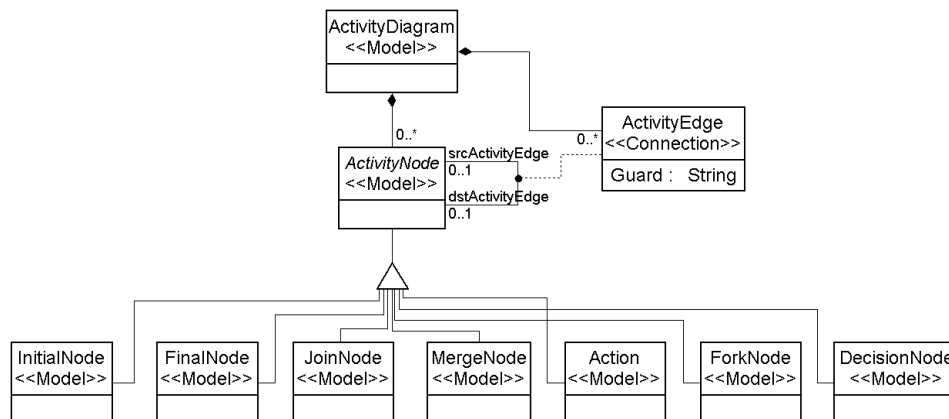 ActivityDiagram
<<Model>>
0..*
ActivityNode
<<Model>>
srcActivityEdge
0..1
dstActivityEdge
0..1
0..*
ActivityEdge
<<Connection>>
Guard : String
InitialNode
<<Model>>
FinalNode
<<Model>>
JoinNode
<<Model>>
MergeNode
<<Model>>
Action
<<Model>>
ForkNode
<<Model>>
DecisionNode
<<Model>>